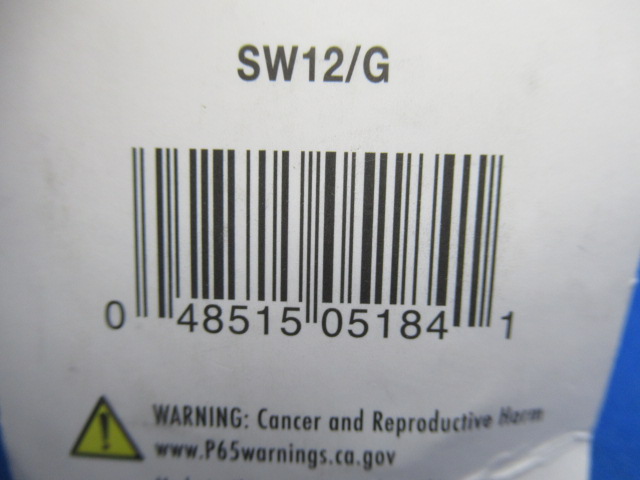 SW12/G
0 48515 05184 1
WARNING: Cancer and Reproductive Harm
www.P65warnings.ca.gov